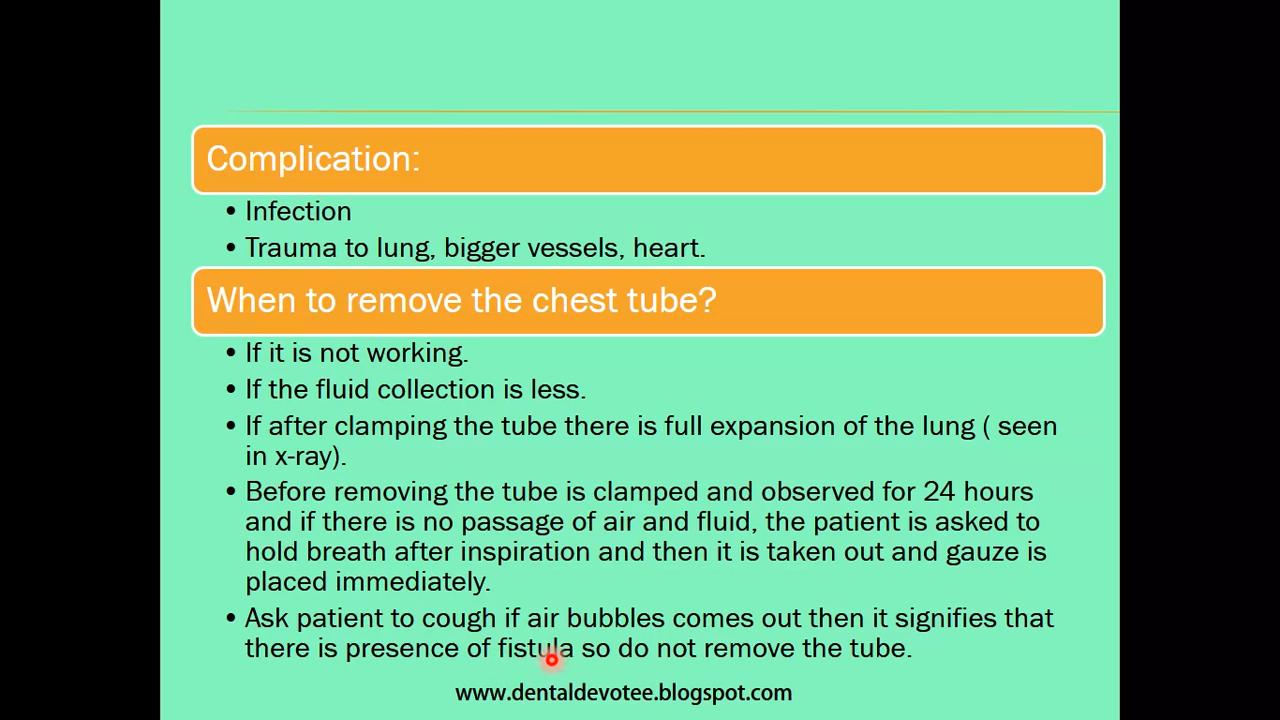 Complication:
• Infection
• Trauma to lung, bigger vessels, heart.
When to remove the chest tube?
• If it is not working.
• If the fluid collection is less.
• If after clamping the tube there is full expansion of the lung ( seen
in x-ray).
• Before removing the tube is clamped and observed for 24 hours
and if there is no passage of air and fluid, the patient is asked to
hold breath after inspiration and then it is taken out and gauze is
placed immediately.
• Ask patient to cough if air bubbles comes out then it signifies that
there is presence of fistula so do not remove the tube.
www.dentaldevotee.blogspot.com